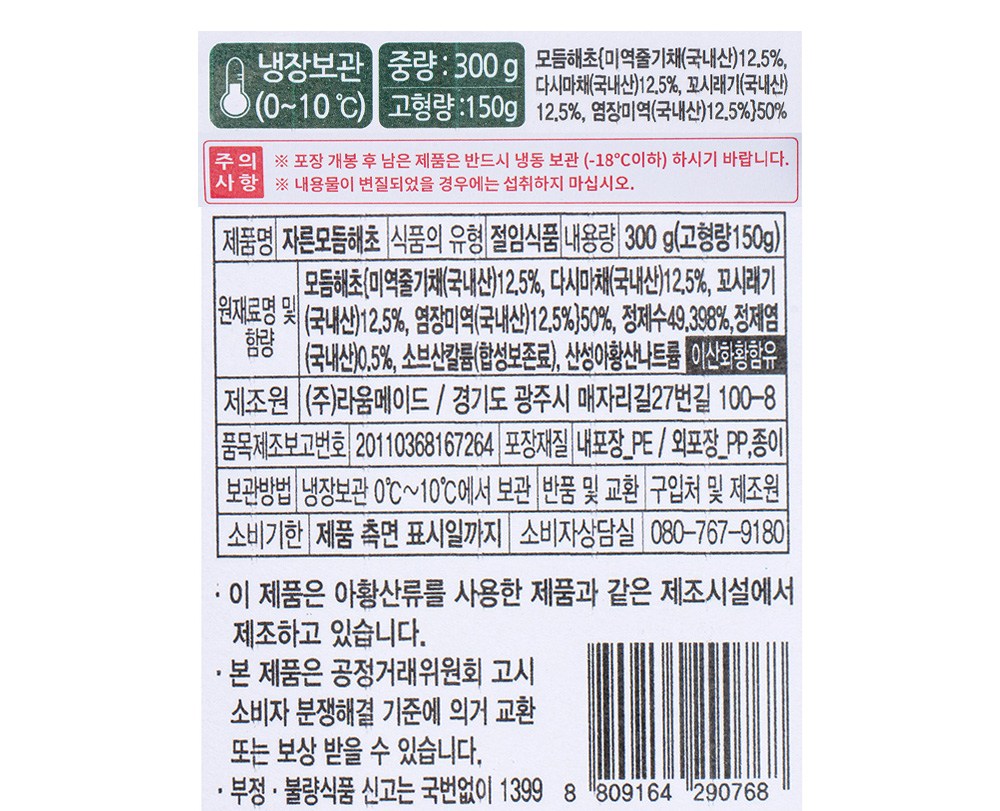 냉장보관
(0~10℃)
중량:300g
고형량:150g
모듬해초{미역줄기채(국내산)12.5%,
다시마채(국내산)12.5%, 꼬시래기(국내산)
12.5%, 염장미역(국내산)12.5%}50%
주의
사항
※ 포장 개봉 후 남은 제품은 반드시 냉동 보관 (-18℃이하) 하시기 바랍니다.
※ 내용물이 변질되었을 경우에는 섭취하지 마십시오.
제품명 자른모듬해초 식품의 유형 절임식품 내용량 300 g(고형량150g)
원재료명 및
함량
모듬해초{미역줄기채(국내산)12.5%, 다시마채(국내산)12.5%, 꼬시래기
(국내산)12.5%, 염장미역(국내산)12.5%}50%, 정제수49.398%,정제염
(국내산)0.5%, 소브산칼륨(합성보존료), 산성아황산나트륨 이산화황함유
제조원 (주)라움메이드 / 경기도 광주시 매자리길27번길 100-8
품목제조보고번호 20110368167264 포장재질 내포장_PE / 외포장_PP,종이
보관방법 냉장보관 0℃~10℃에서 보관 반품 및 교환 구입처 및 제조원
소비기한 제품 측면 표시일까지 소비자상담실 080-767-9180
· 이 제품은 아황산류를 사용한 제품과 같은 제조시설에서
제조하고 있습니다.
· 본 제품은 공정거래위원회 고시
소비자 분쟁해결 기준에 의거 교환
또는 보상 받을 수 있습니다.
· 부정·불량식품 신고는 국번없이 1399
8 809164 290768